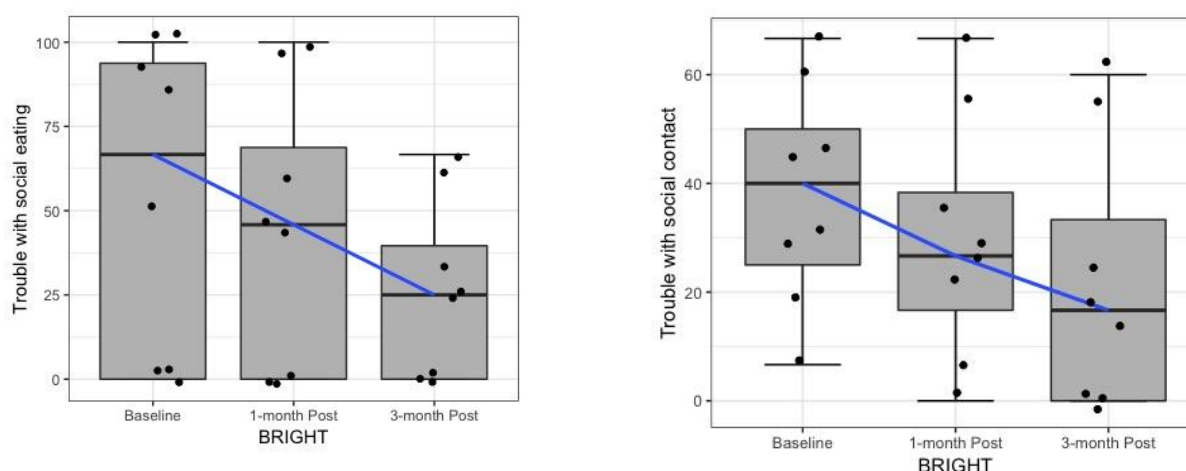 Trouble with social eating
100
75
50
25
0
Baseline
1-month Post
3-month Post
BRIGHT
Trouble with social contact
60
40
20
0
Baseline
1-month Post
3-month Post
BRIGHT